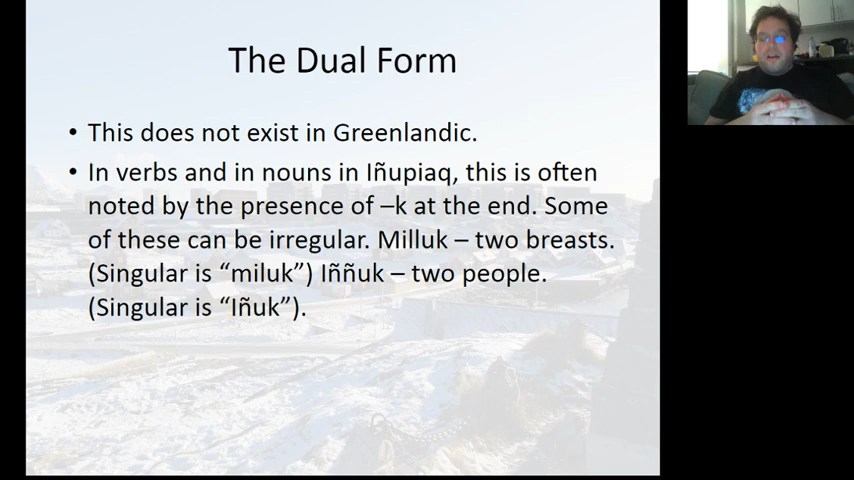 The Dual Form
• This does not exist in Greenlandic.
• In verbs and in nouns in Iñupiaq, this is often
noted by the presence of –k at the end. Some
of these can be irregular. Milluk – two breasts.
(Singular is “miluk”) Iññuk – two people.
(Singular is “Iñuk”).